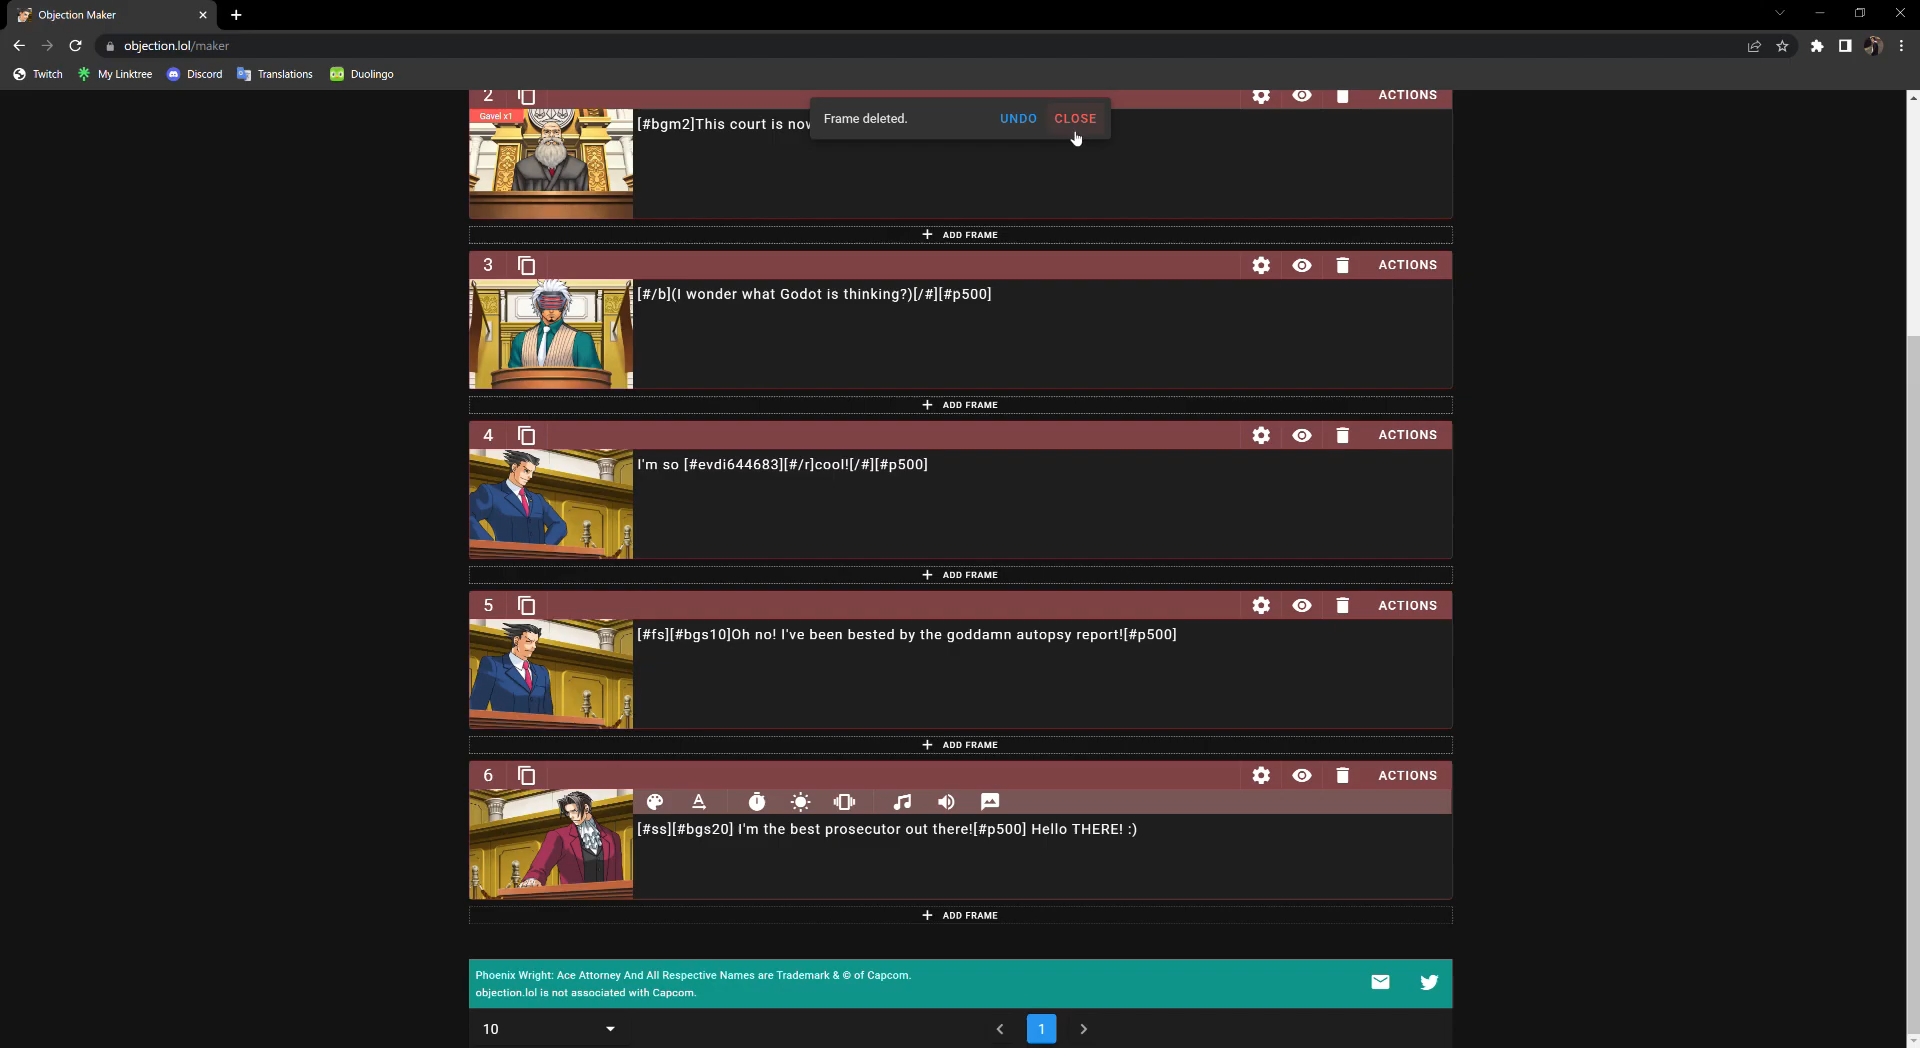 Objection Maker
objection.lol/maker
Twitch My Linktree Discord Translations Duolingo
2 ACTIONS
Gavel x1
[#bgm2]This court is nov
Frame deleted. UNDO CLOSE
ADD FRAME
3 ACTIONS
[#/b](I wonder what Godot is thinking?)[/#][#p500]
ADD FRAME
4 ACTIONS
I'm so [#evdi644683][#/r]cool![/#][#p500]
ADD FRAME
5 ACTIONS
[#fs][#bgs10]Oh no! I've been bested by the goddamn autopsy report![#p500]
ADD FRAME
6 ACTIONS
[#ss][#bgs20] I'm the best prosecutor out there![#p500] Hello THERE! :)
ADD FRAME
Phoenix Wright: Ace Attorney And All Respective Names are Trademark & © of Capcom.
objection.lol is not associated with Capcom.
10 1